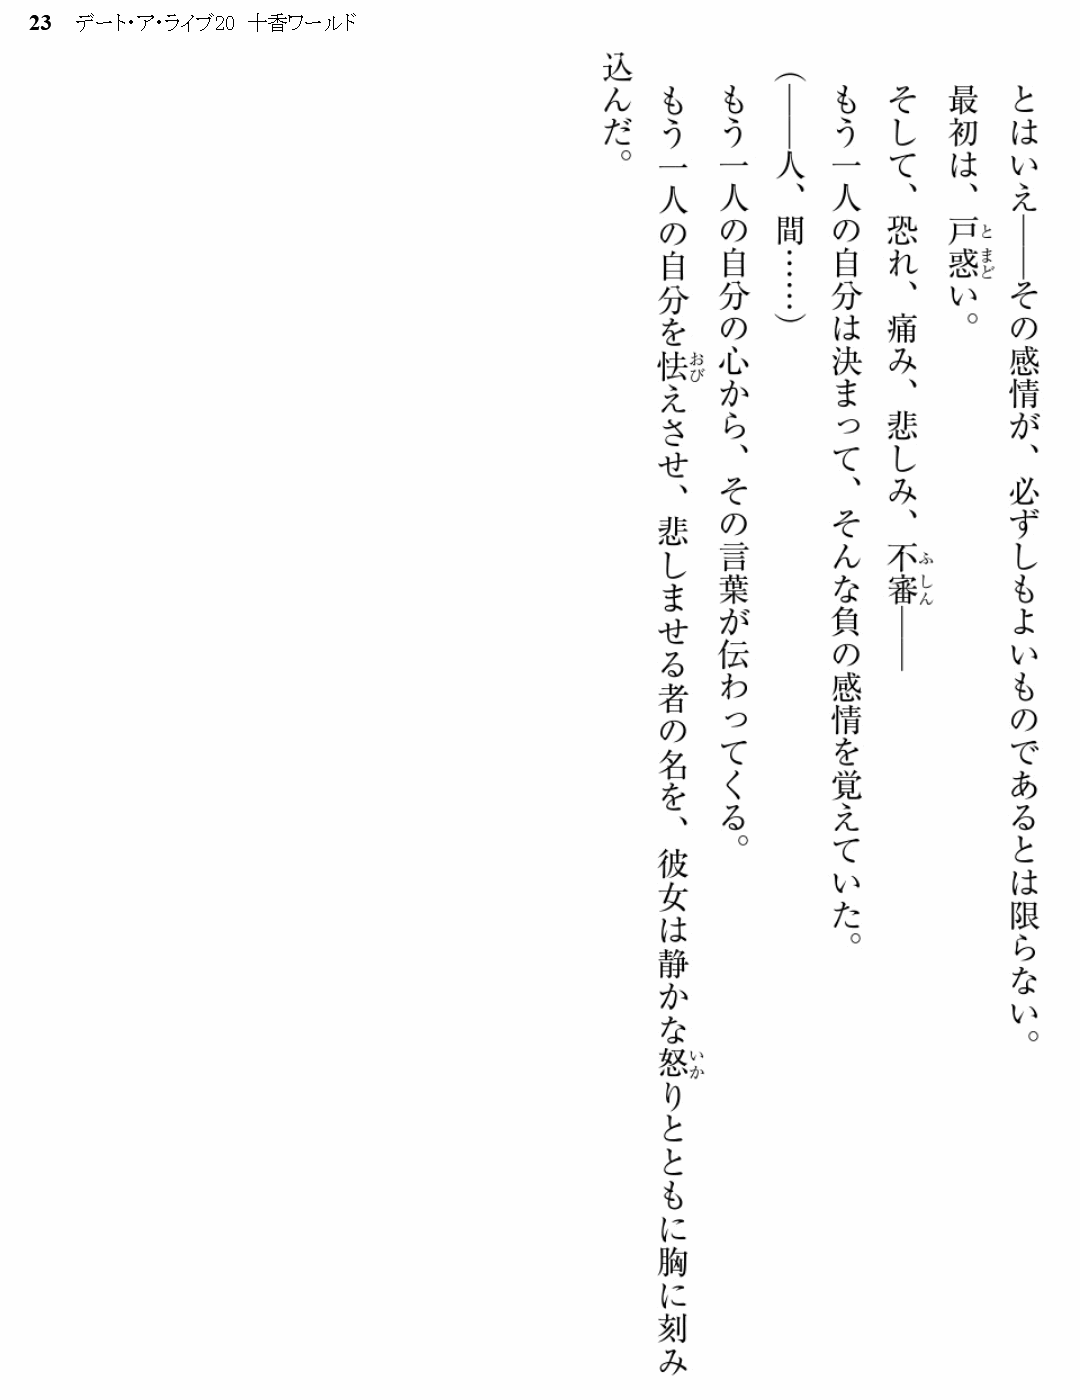 23 デート・ア・ライブ20 十香ワールド
とはいえ――その感情が、必ずしもよいものであるとは限らない。
最初は、戸惑い。
そして、恐れ、痛み、悲しみ、不審――
もう一人の自分は決まって、そんな負の感情を覚えていた。
（――人、間……）
もう一人の自分の心から、その言葉が伝わってくる。
もう一人の自分を怯えさせ、悲しませる者の名を、彼女は静かな怒りとともに胸に刻み
込んだ。